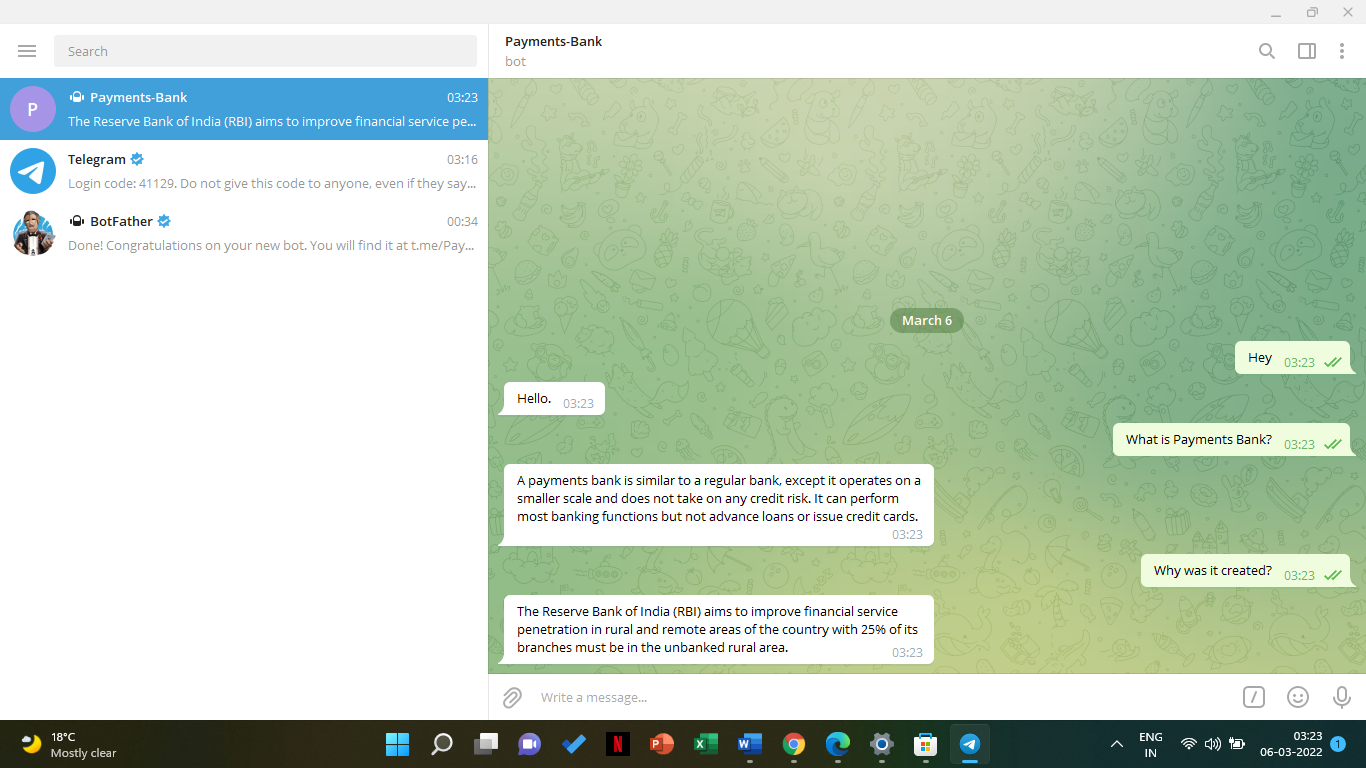 Search
Payments-Bank
bot
P
Payments-Bank
03:23
The Reserve Bank of India (RBI) aims to improve financial service pe...
Telegram
03:16
Login code: 41129. Do not give this code to anyone, even if they say...
BotFather
00:34
Done! Congratulations on your new bot. You will find it at t.me/Pay...
March 6
Hey 03:23
Hello. 03:23
What is Payments Bank? 03:23
A payments bank is similar to a regular bank, except it operates on a
smaller scale and does not take on any credit risk. It can perform
most banking functions but not advance loans or issue credit cards.
03:23
Why was it created? 03:23
The Reserve Bank of India (RBI) aims to improve financial service
penetration in rural and remote areas of the country with 25% of its
branches must be in the unbanked rural area. 03:23
Write a message...
/
18°C
Mostly clear
N
P
X
W
ENG
IN
03:23
06-03-2022
1